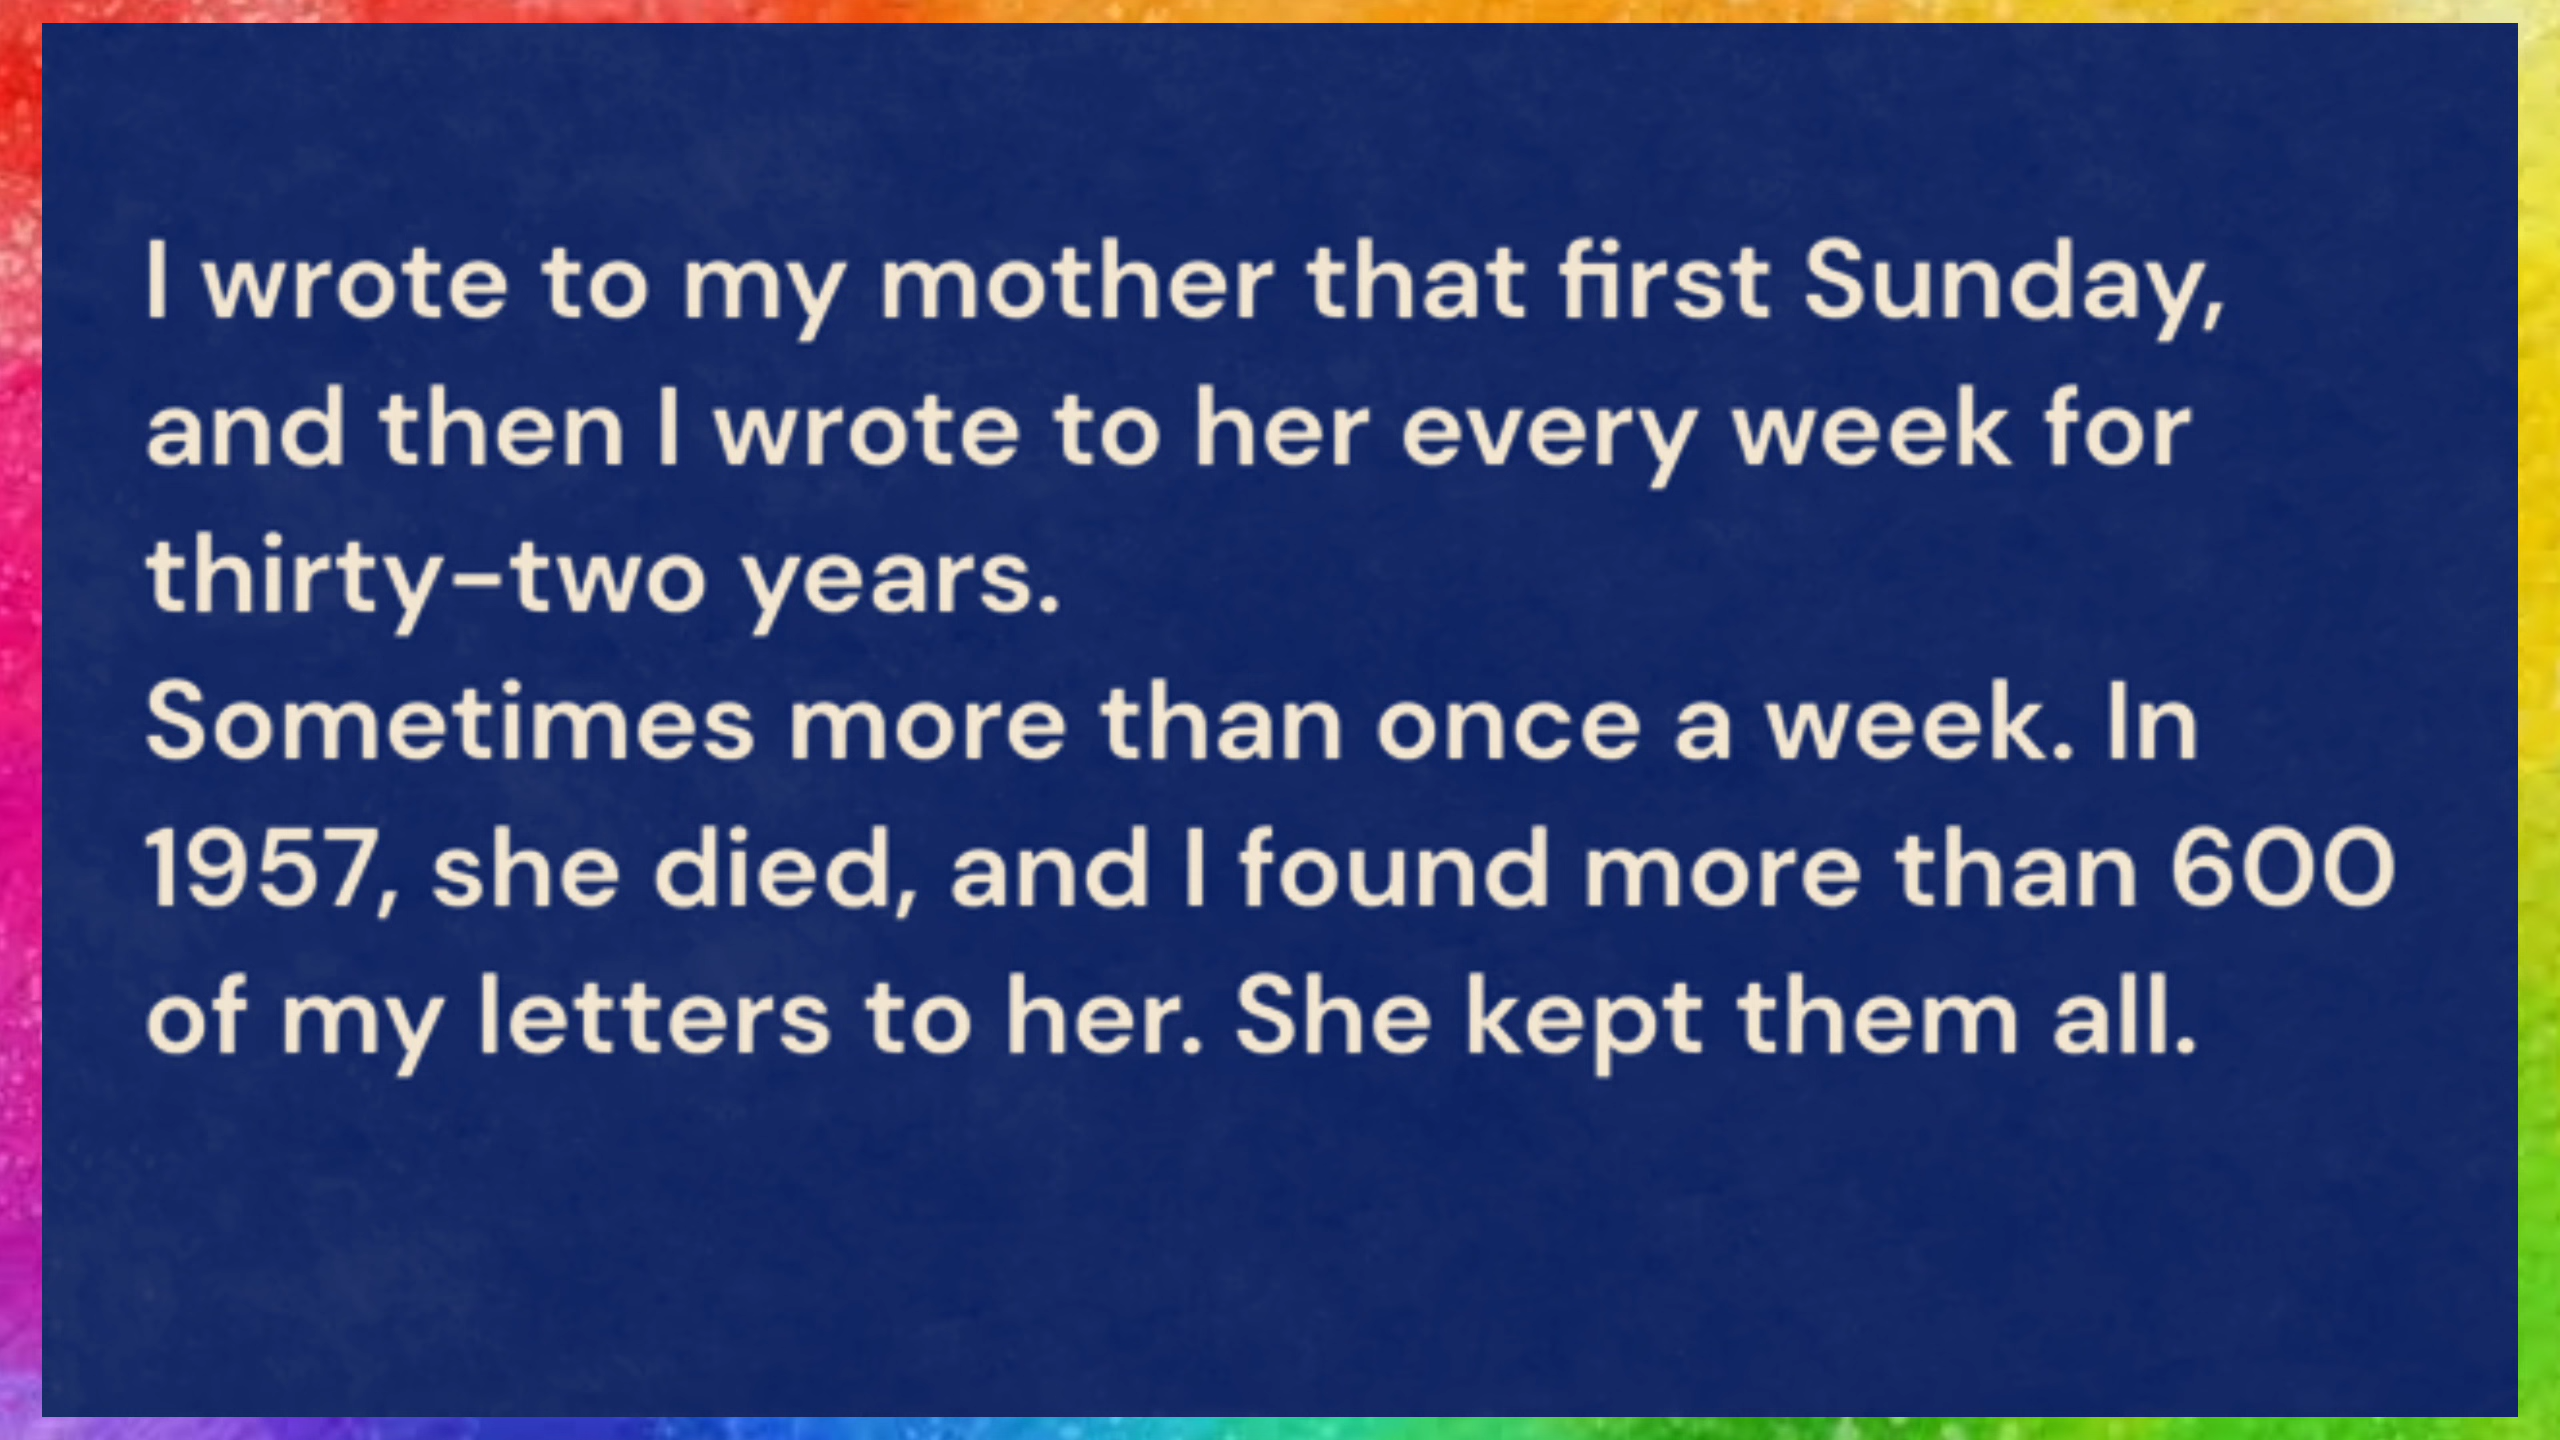 I wrote to my mother that first Sunday,
and then I wrote to her every week for
thirty-two years.
Sometimes more than once a week. In
1957, she died, and I found more than 600
of my letters to her. She kept them all.